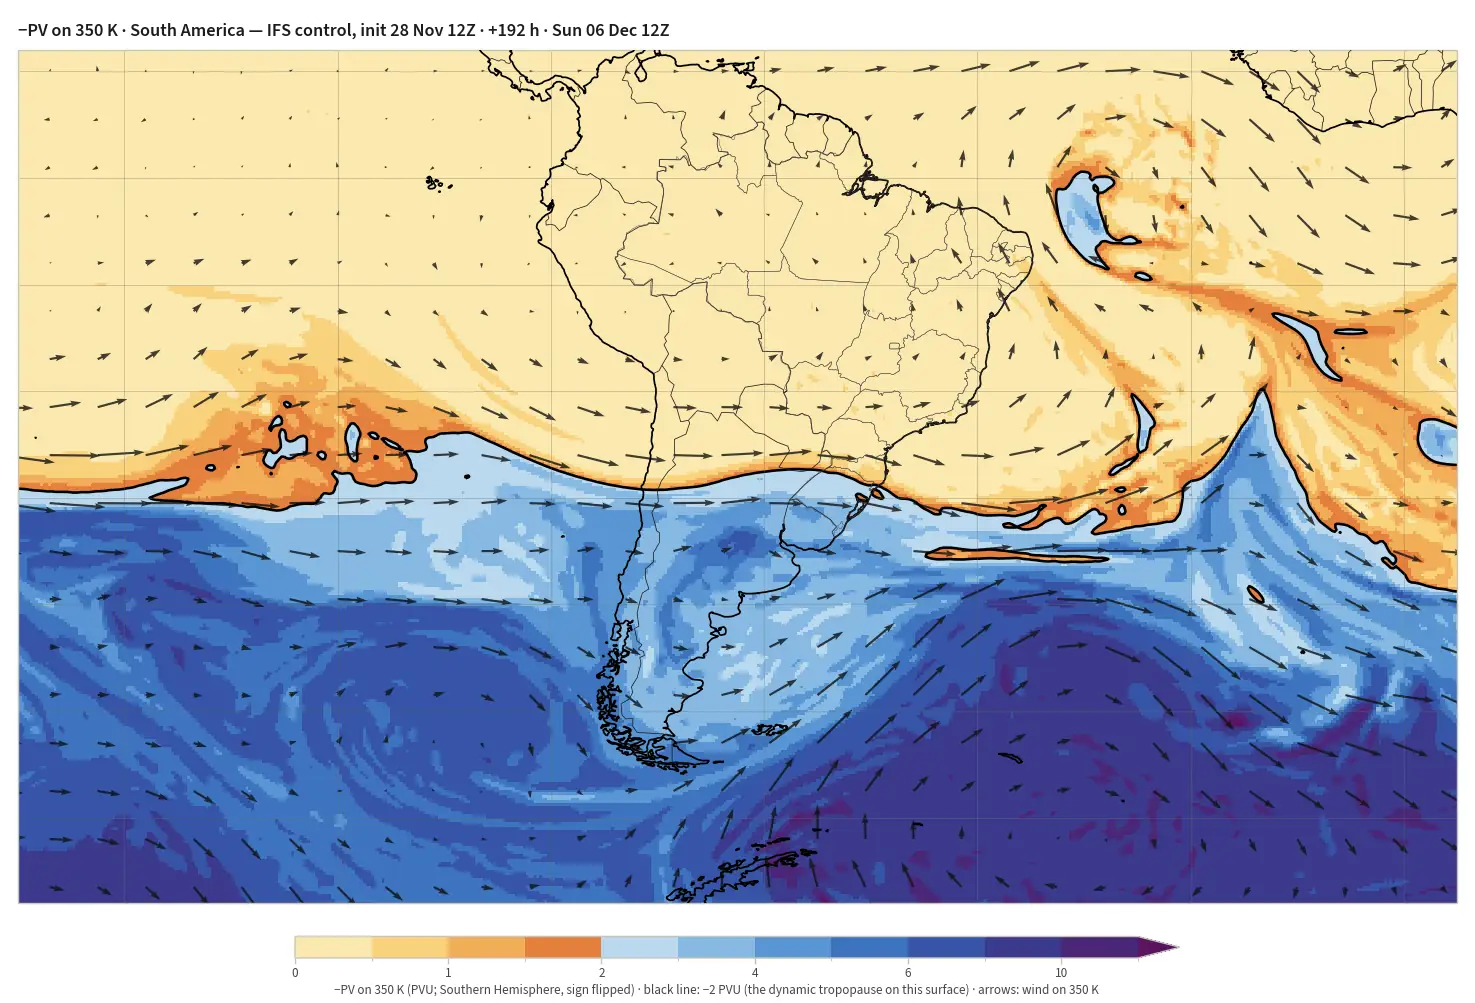 −PV on 350 K · South America — IFS control, init 28 Nov 12Z · +192 h · Sun 06 Dec 12Z
0 1 2 4 6 10
−PV on 350 K (PVU; Southern Hemisphere, sign flipped) · black line: −2 PVU (the dynamic tropopause on this surface) · arrows: wind on 350 K